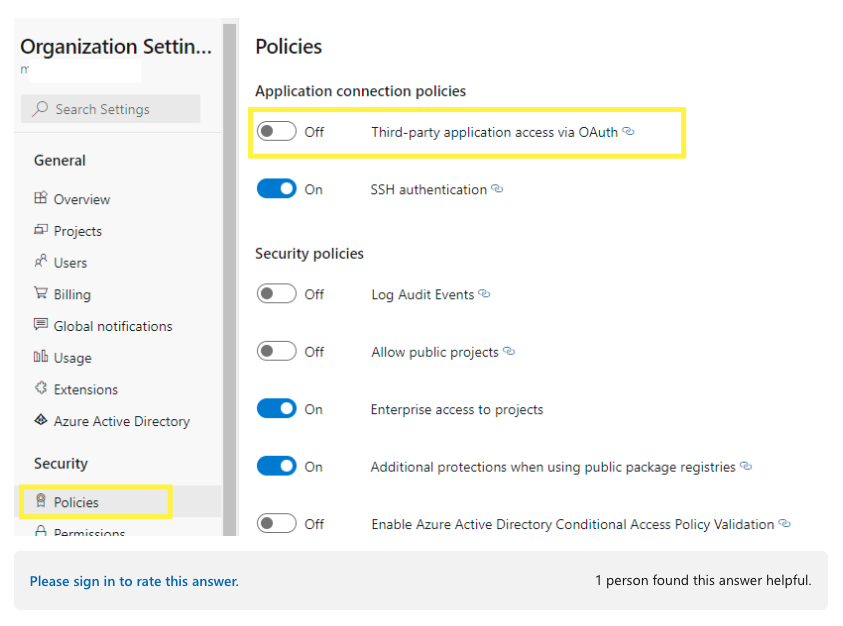 Organization Settin...
Search Settings
General
Overview
Projects
Users
Billing
Global notifications
Usage
Extensions
Azure Active Directory
Security
Policies
Permissions
Policies
Application connection policies
Off Third-party application access via OAuth
On SSH authentication
Security policies
Off Log Audit Events
Off Allow public projects
On Enterprise access to projects
On Additional protections when using public package registries
Off Enable Azure Active Directory Conditional Access Policy Validation
Please sign in to rate this answer.
1 person found this answer helpful.